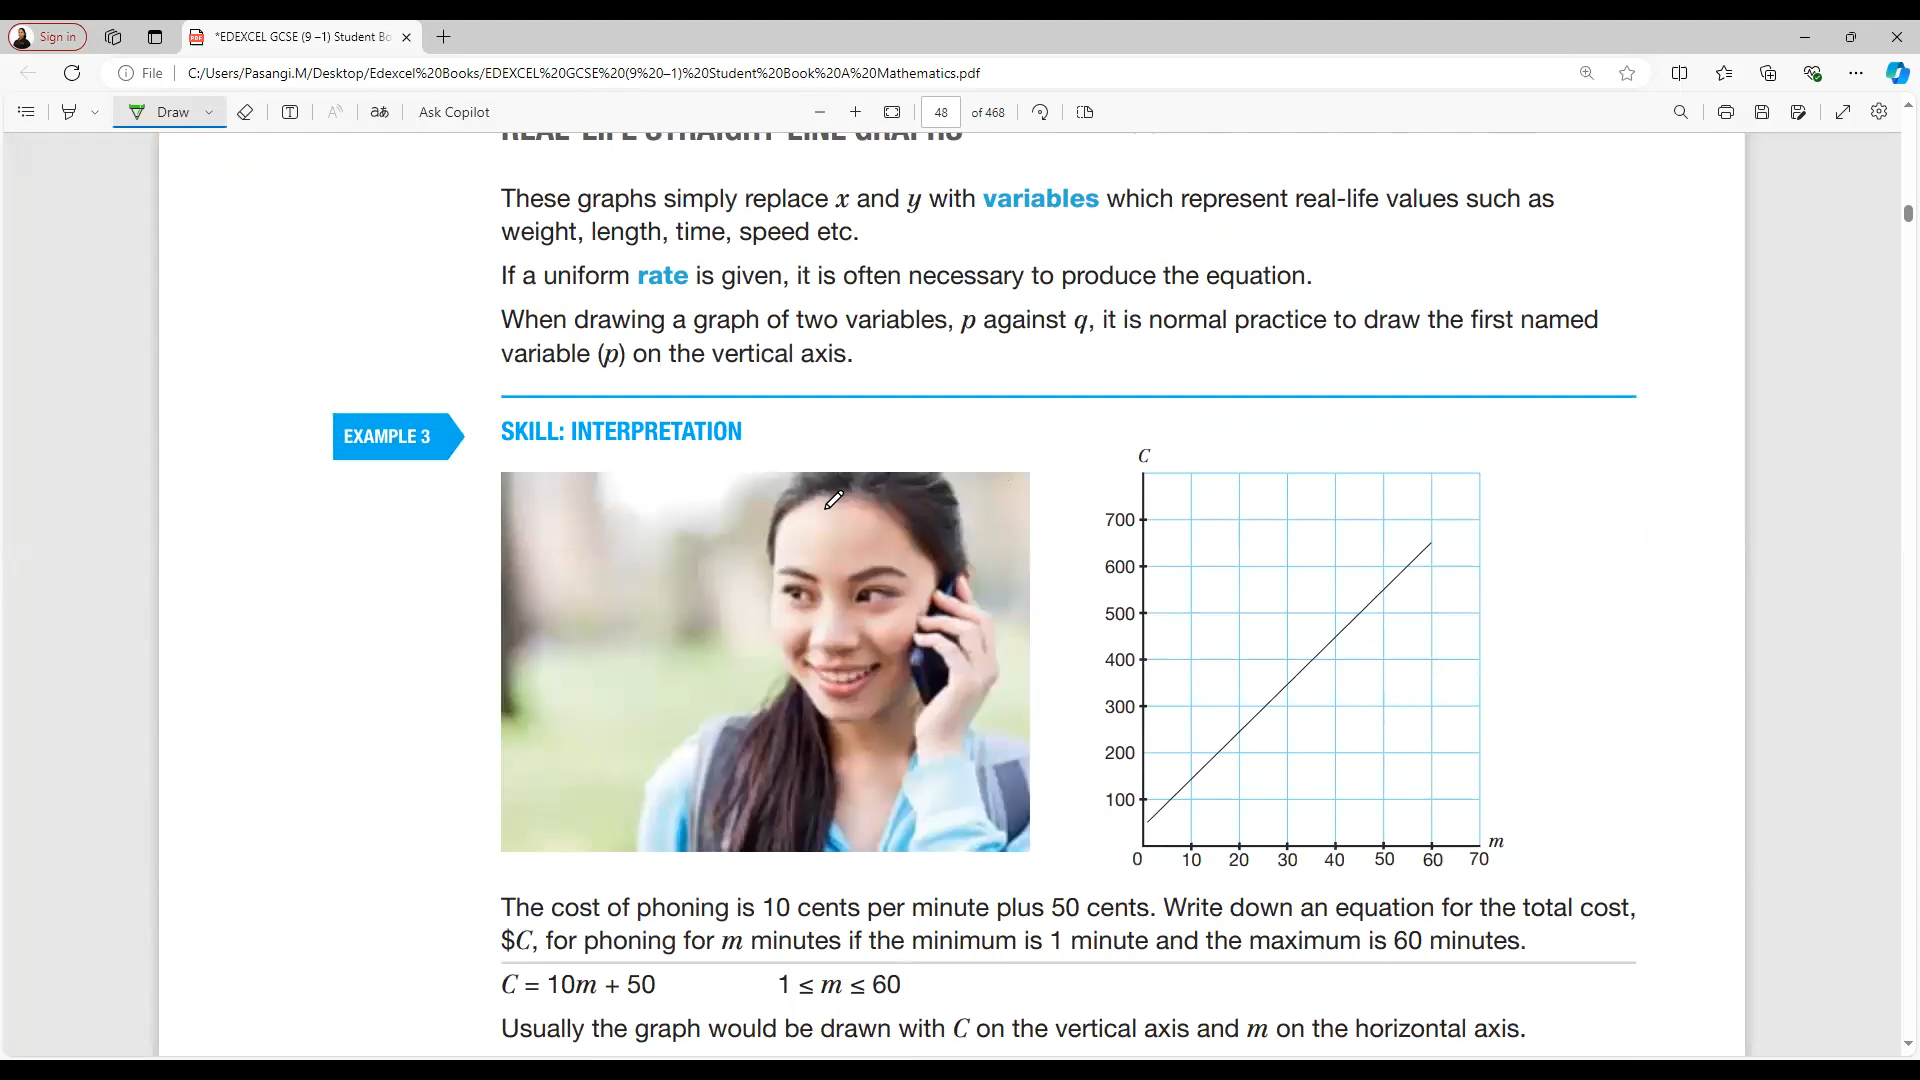 Sign in
*EDEXCEL GCSE (9 –1) Student Bo
File
C:/Users/Pasangi.M/Desktop/Edexcel%20Books/EDEXCEL%20GCSE%20(9%20–1)%20Student%20Book%20A%20Mathematics.pdf
Draw
Ask Copilot
48 of 468
REAL-LIFE STRAIGHT-LINE GRAPHS
These graphs simply replace x and y with variables which represent real-life values such as
weight, length, time, speed etc.
If a uniform rate is given, it is often necessary to produce the equation.
When drawing a graph of two variables, p against q, it is normal practice to draw the first named
variable (p) on the vertical axis.
EXAMPLE 3
SKILL: INTERPRETATION
C
700
600
500
400
300
200
100
m
0 10 20 30 40 50 60 70
The cost of phoning is 10 cents per minute plus 50 cents. Write down an equation for the total cost,
$C, for phoning for m minutes if the minimum is 1 minute and the maximum is 60 minutes.
C = 10m + 50 1 ≤ m ≤ 60
Usually the graph would be drawn with C on the vertical axis and m on the horizontal axis.